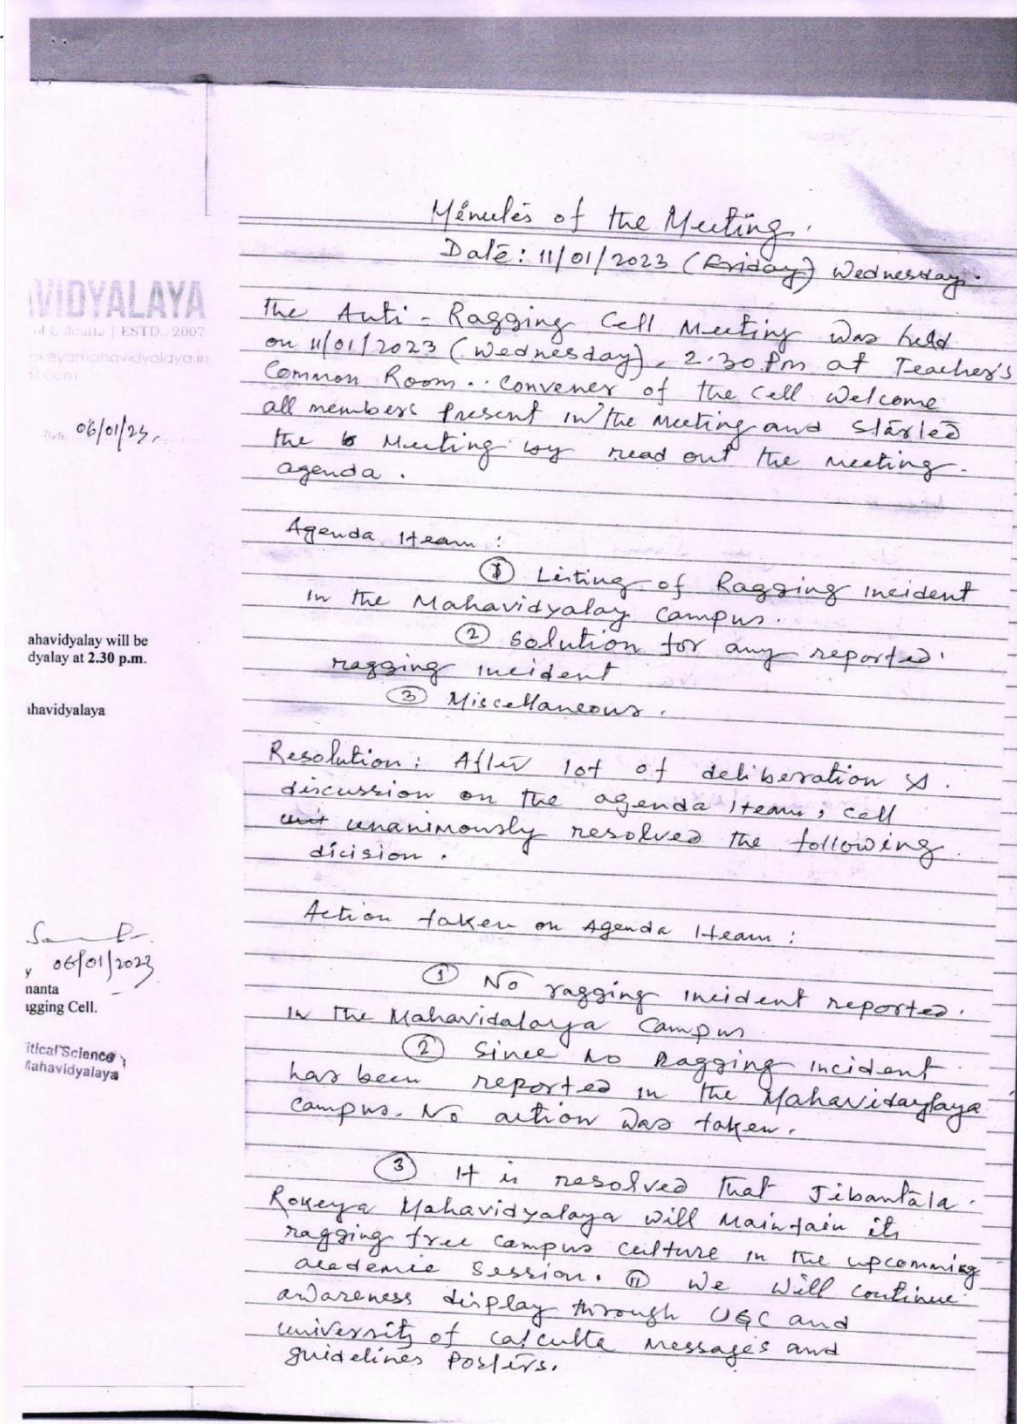 VIDYALAYA
of Calcutta | ESTD. 2007
okeyamahavidyalaya.in
Date 06/01/23,
ahavidyalay will be
dyalay at 2.30 p.m.
ahavidyalaya
06/01/2023
y
nanta
agging Cell.
itical Science
Mahavidyalaya
Minutes of the Meeting.
Date: 11/01/2023 (Friday) Wednesday.
The Anti-Ragging Cell Meeting was held
on 11/01/2023 (Wednesday), 2.30 Pm at Teacher's
Common Room. Convener of the cell welcome
all members present in the Meeting and started
the Meeting by read out the meeting.
agenda.
Agenda Iteam:
① Listing of Ragging incident
in the Mahavidyalay Campus.
② Solution for any reported
ragging incident
③ Miscellaneous.
Resolution: After lot of deliberation &
discussion on the agenda Iteam, cell
unit unanimously resolved the following
dicision.
Action taken on Agenda Iteam:
① No ragging incident reported.
in the Mahavidalaya Campus
② Since no Ragging incident
has been reported in the Mahavidaylaya
Campus. No action was taken.
③ It is resolved that Jibantala
Rokeya Mahavidyalaya will maintain its
ragging free campus culture in the upcomming
academic session. ⑪ We will continue
awareness display through UGC and
university of calcutta messages and
guidelines Posters.